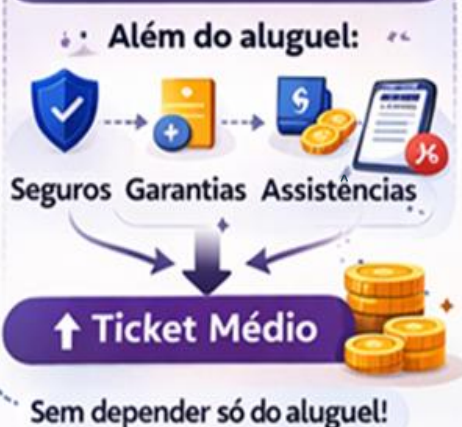 Além do aluguel:
Seguros Garantias Assistências
Ticket Médio
Sem depender só do aluguel!